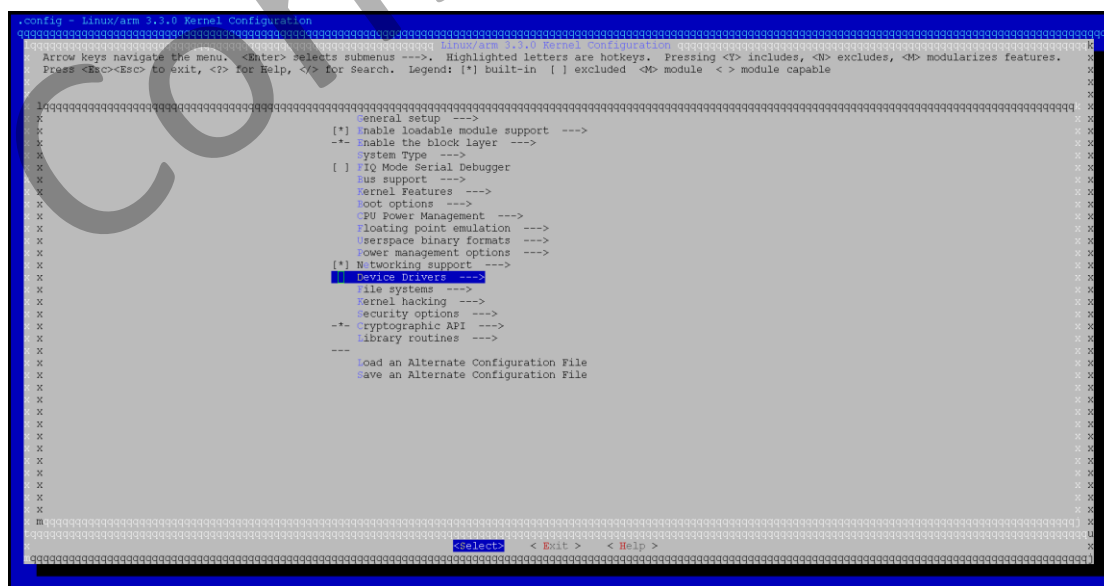 .config - Linux/arm 3.3.0 Kernel Configuration
Linux/arm 3.3.0 Kernel Configuration
Arrow keys navigate the menu. <Enter> selects submenus --->. Highlighted letters are hotkeys. Pressing <Y> includes, <N> excludes, <M> modularizes features.
Press <Esc><Esc> to exit, <?> for Help, </> for Search. Legend: [*] built-in [ ] excluded <M> module < > module capable
General setup --->
[*] Enable loadable module support --->
-*- Enable the block layer --->
System Type --->
[ ] FIQ Mode Serial Debugger
Bus support --->
Kernel Features --->
Boot options --->
CPU Power Management --->
Floating point emulation --->
Userspace binary formats --->
Power management options --->
[*] Networking support --->
Device Drivers --->
File systems --->
Kernel hacking --->
Security options --->
-*- Cryptographic API --->
Library routines --->
---
Load an Alternate Configuration File
Save an Alternate Configuration File
<Select> < Exit > < Help >